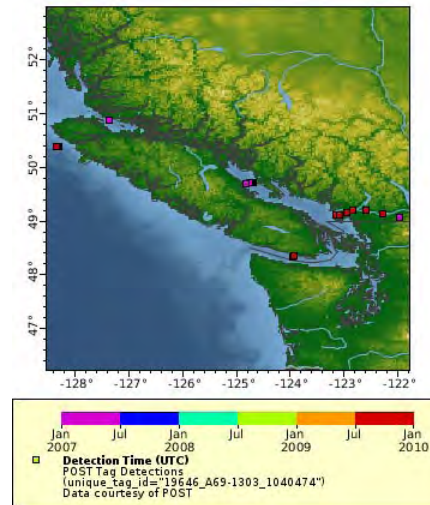 52°
51°
50°
49°
48°
47°
-128° -127° -126° -125° -124° -123° -122°
Jan Jul Jan Jul Jan Jul Jan
2007 2008 2009 2010
Detection Time (UTC)
POST Tag Detections
(unique_tag_id="19646_A69-1303_1040474")
Data courtesy of POST